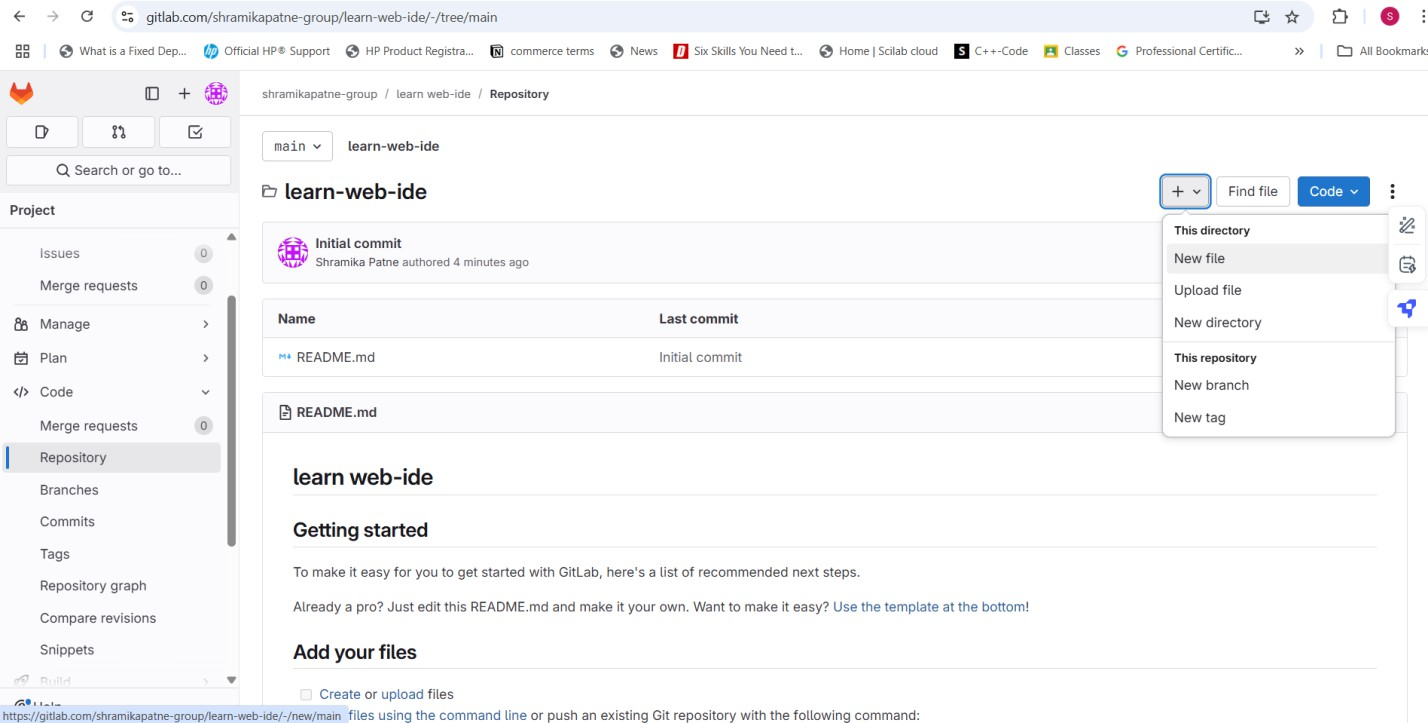 gitlab.com/shramikapatne-group/learn-web-ide/-/tree/main
S
What is a Fixed Dep... Official HP® Support HP Product Registra... commerce terms News Six Skills You Need t... Home | Scilab cloud C++-Code Classes Professional Certific... » All Bookmarks
shramikapatne-group / learn web-ide / Repository
Search or go to...
Project
Issues 0
Merge requests 0
Manage
Plan
Code
Merge requests 0
Repository
Branches
Commits
Tags
Repository graph
Compare revisions
Snippets
Build
Help
https://gitlab.com/shramikapatne-group/learn-web-ide/-/new/main
main learn-web-ide
learn-web-ide
+ Find file Code
Initial commit
Shramika Patne authored 4 minutes ago
Name Last commit
README.md Initial commit
README.md
learn web-ide
Getting started
To make it easy for you to get started with GitLab, here's a list of recommended next steps.
Already a pro? Just edit this README.md and make it your own. Want to make it easy? Use the template at the bottom!
Add your files
Create or upload files
files using the command line or push an existing Git repository with the following command:
This directory
New file
Upload file
New directory
This repository
New branch
New tag